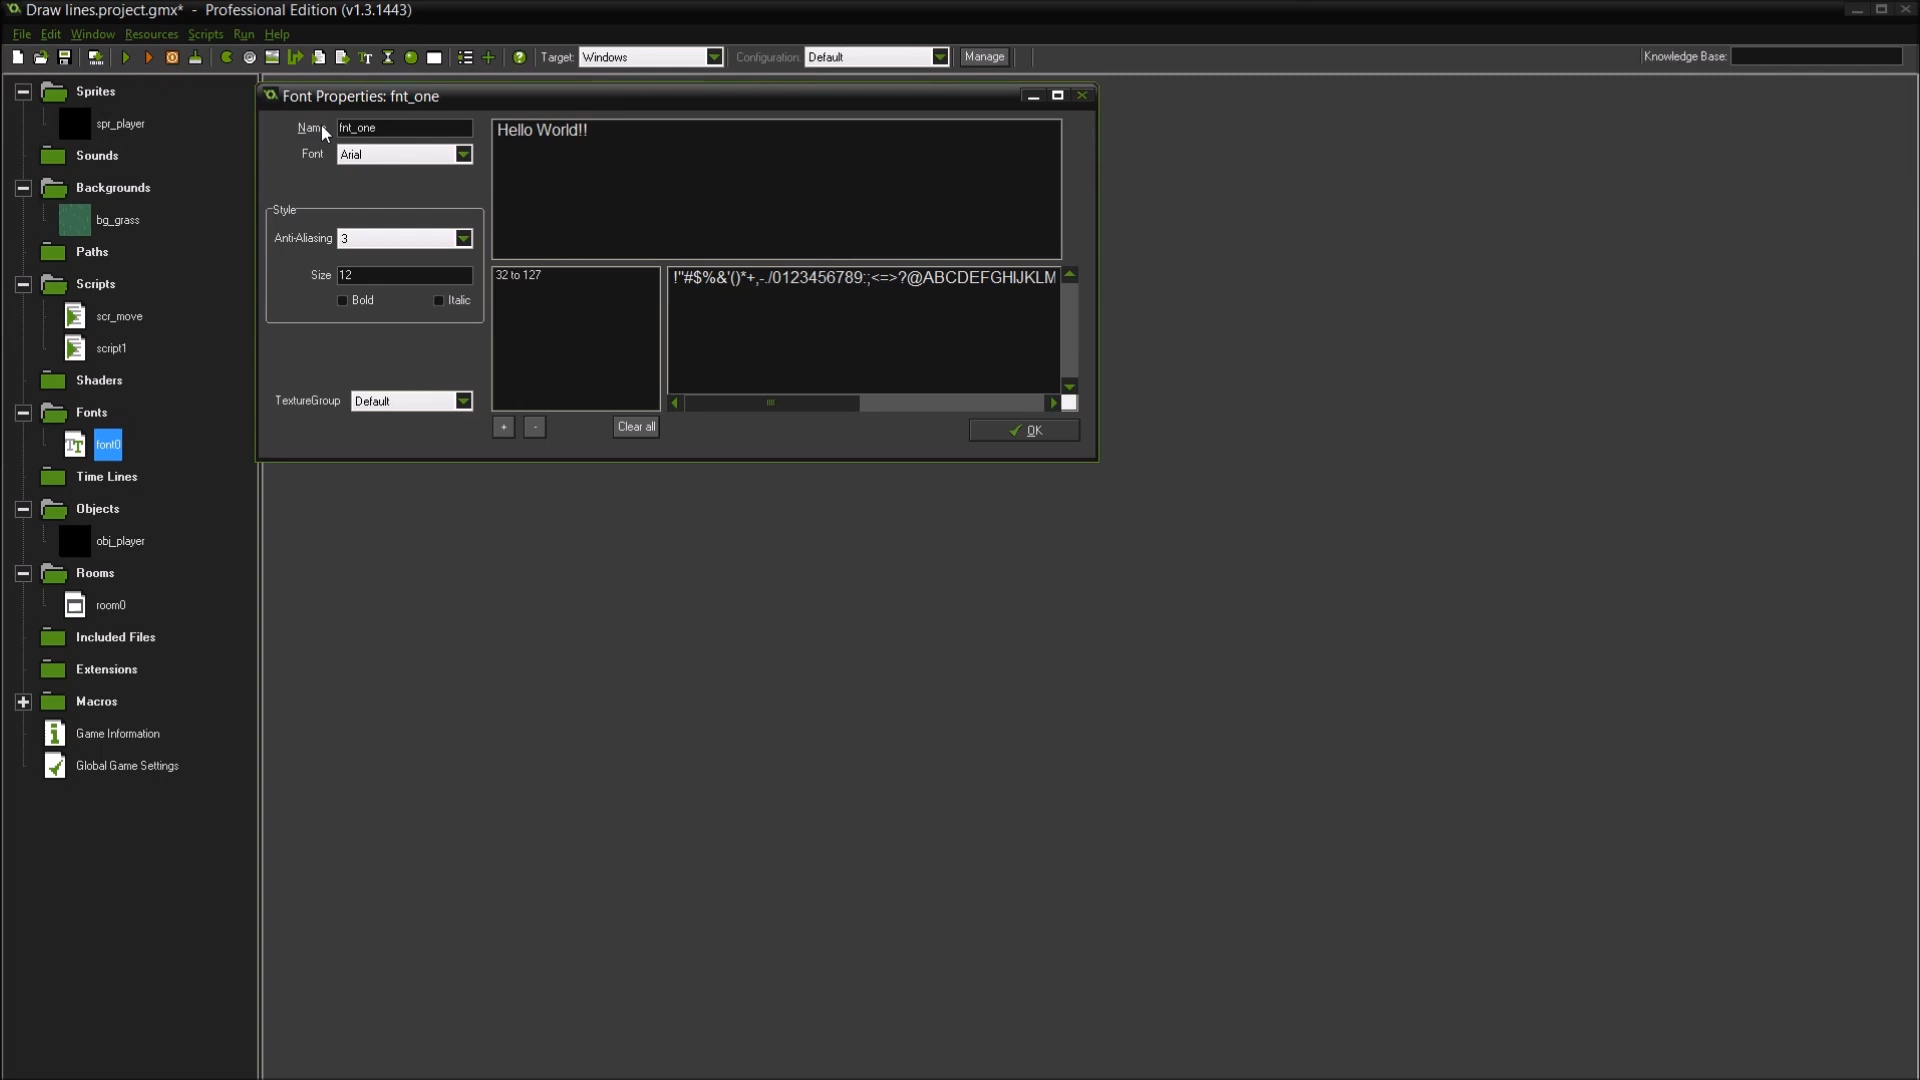 Draw lines.project.gmx* - Professional Edition (v1.3.1443)
File Edit Window Resources Scripts Run Help
Target: Windows Configuration: Default Manage Knowledge Base:
Sprites
spr_player
Sounds
Backgrounds
bg_grass
Paths
Scripts
scr_move
script1
Shaders
Fonts
font0
Time Lines
Objects
obj_player
Rooms
room0
Included Files
Extensions
Macros
Game Information
Global Game Settings
Font Properties: fnt_one
Name fnt_one
Font Arial
Style
Anti-Aliasing 3
Size 12
Bold Italic
TextureGroup Default
Hello World!!
32 to 127
!"#$%&'()*+,-./0123456789:;<=>?@ABCDEFGHIJKLM
+ - Clear all
OK